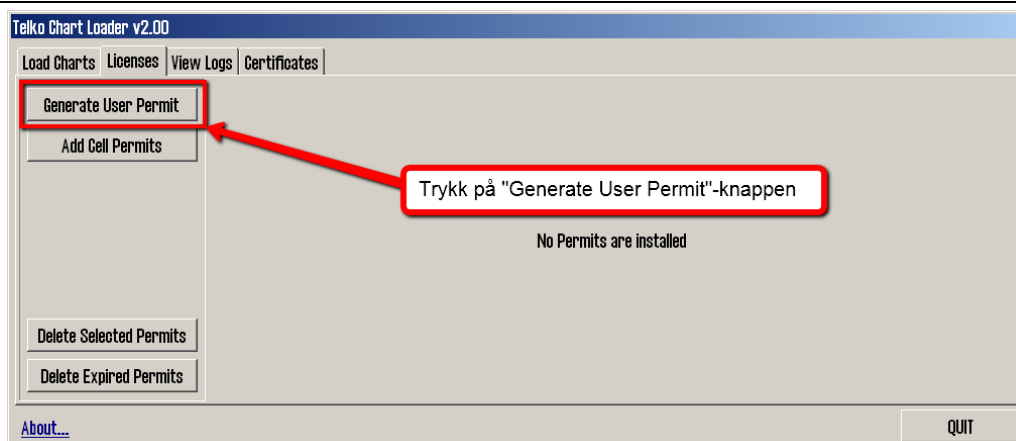 Telko Chart Loader v2.00
Load Charts Licenses View Logs Certificates
Generate User Permit
Add Cell Permits
Trykk på "Generate User Permit"-knappen
No Permits are installed
Delete Selected Permits
Delete Expired Permits
About...
QUIT